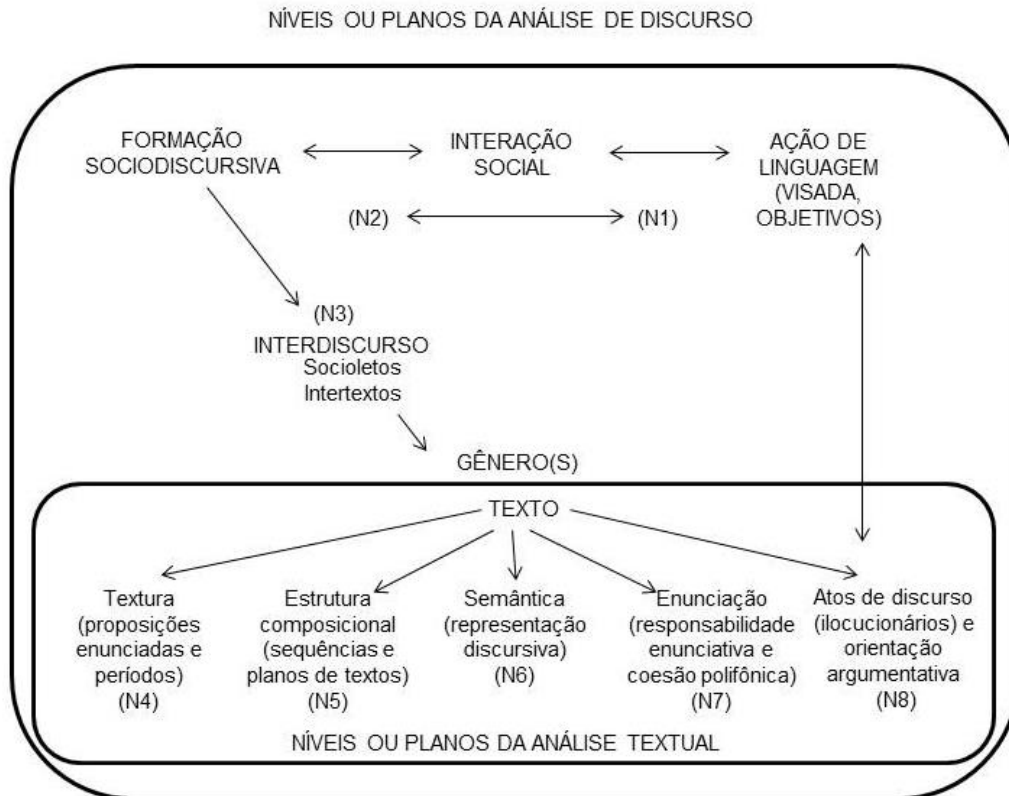 NÍVEIS OU PLANOS DA ANÁLISE DE DISCURSO
FORMAÇÃO
SOCIODISCURSIVA
INTERAÇÃO
SOCIAL
AÇÃO DE
LINGUAGEM
(VISADA,
OBJETIVOS)
(N2)
(N1)
(N3)
INTERDISCURSO
Socioletos
Intertextos
GÊNERO(S)
TEXTO
Textura
(proposições
enunciadas e
períodos)
(N4)
Estrutura
composicional
(sequências e
planos de textos)
(N5)
Semântica
(representação
discursiva)
(N6)
Enunciação
(responsabilidade
enunciativa e
coesão polifônica)
(N7)
Atos de discurso
(ilocucionários) e
orientação
argumentativa
(N8)
NÍVEIS OU PLANOS DA ANÁLISE TEXTUAL